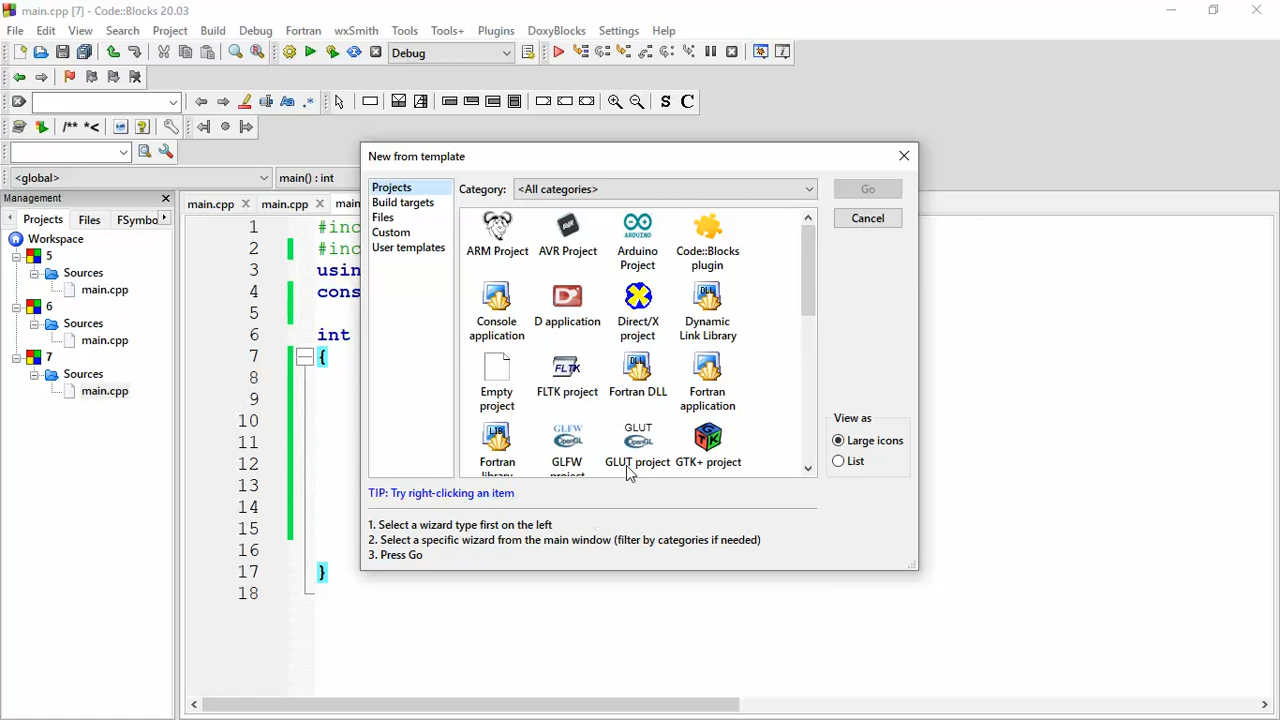 main.cpp [7] - Code::Blocks 20.03
File Edit View Search Project Build Debug Fortran wxSmith Tools Tools+ Plugins DoxyBlocks Settings Help
Debug
/** *<
S C
<global>
main() : int
Management
Projects Files FSymbo
main.cpp main.cpp main
Workspace
5
Sources
main.cpp
6
Sources
main.cpp
7
Sources
main.cpp
1 #inc
2 #inc
3 usin
4 cons
5
6 int
7 {
8
9
10
11
12
13
14
15
16
17 }
18
New from template
Projects
Build targets
Files
Custom
User templates
Category: <All categories>
Go
Cancel
ARM Project
AVR Project
Arduino Project
Code::Blocks plugin
Console application
D application
Direct/X project
Dynamic Link Library
Empty project
FLTK project
Fortran DLL
Fortran application
Fortran library
GLFW project
GLUT project
GTK+ project
View as
Large icons
List
TIP: Try right-clicking an item
1. Select a wizard type first on the left
2. Select a specific wizard from the main window (filter by categories if needed)
3. Press Go